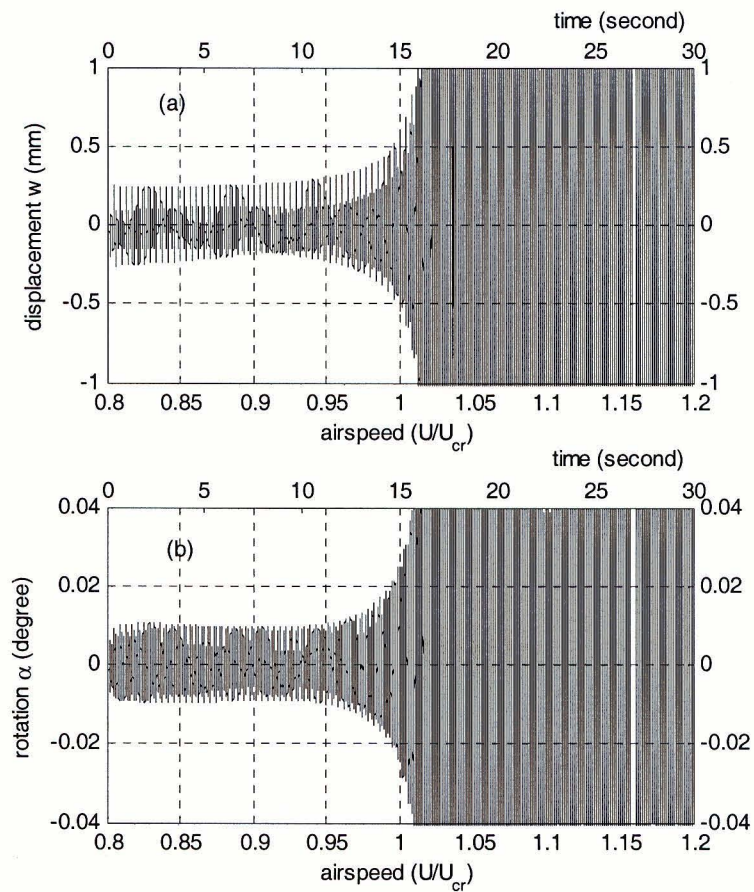 time (second)
0 5 10 15 20 25 30
1 1
(a)
0.5 0.5
0 0
-0.5 -0.5
-1 -1
displacement w (mm)
0.8 0.85 0.9 0.95 1 1.05 1.1 1.15 1.2
airspeed (U/Ucr)
time (second)
0 5 10 15 20 25 30
0.04 0.04
(b)
0.02 0.02
0 0
-0.02 -0.02
-0.04 -0.04
rotation α (degree)
0.8 0.85 0.9 0.95 1 1.05 1.1 1.15 1.2
airspeed (U/Ucr)